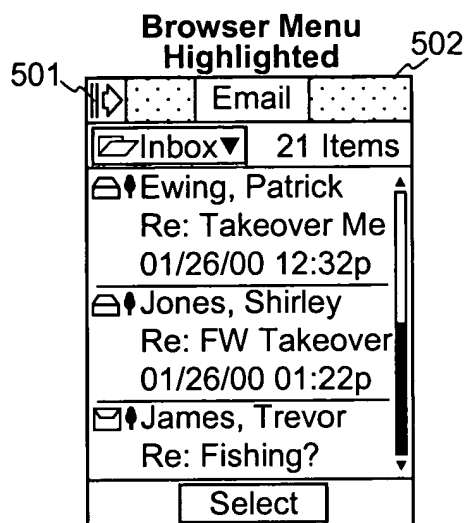 Browser Menu
Highlighted
501
502
Email
Inbox▼ 21 Items
Ewing, Patrick
Re: Takeover Me
01/26/00 12:32p
Jones, Shirley
Re: FW Takeover
01/26/00 01:22p
James, Trevor
Re: Fishing?
Select